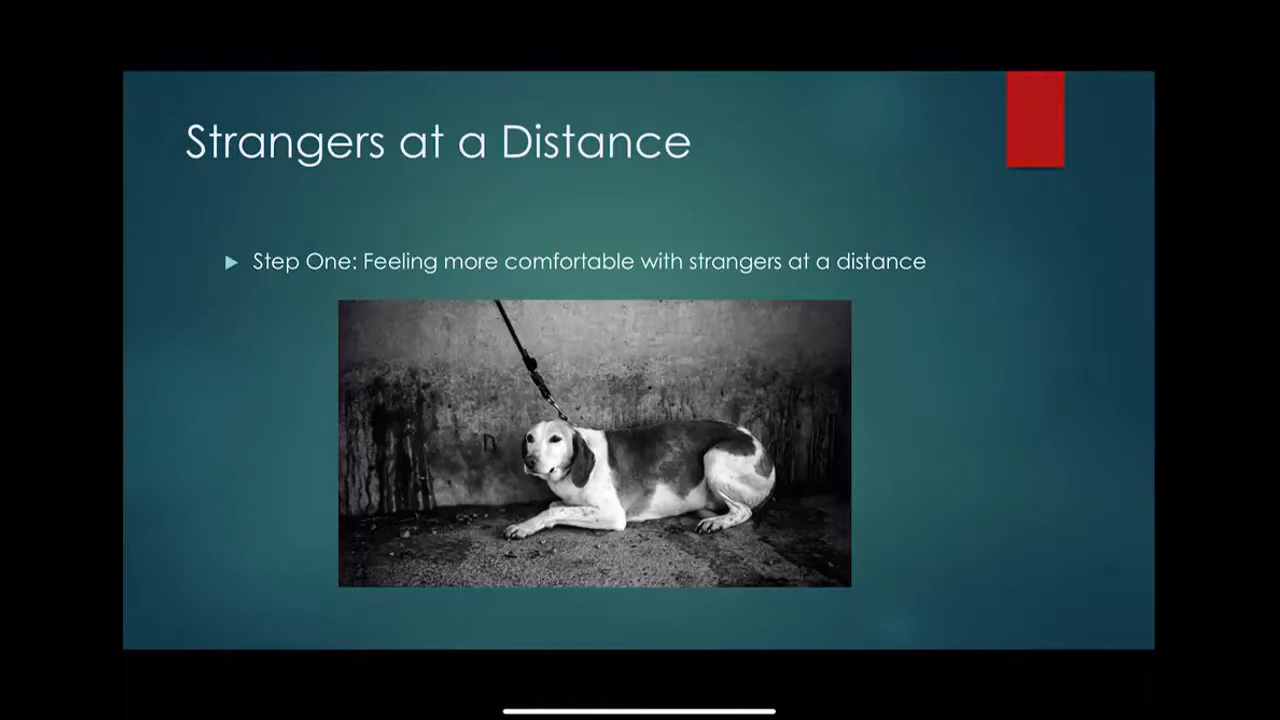 Strangers at a Distance
Step One: Feeling more comfortable with strangers at a distance